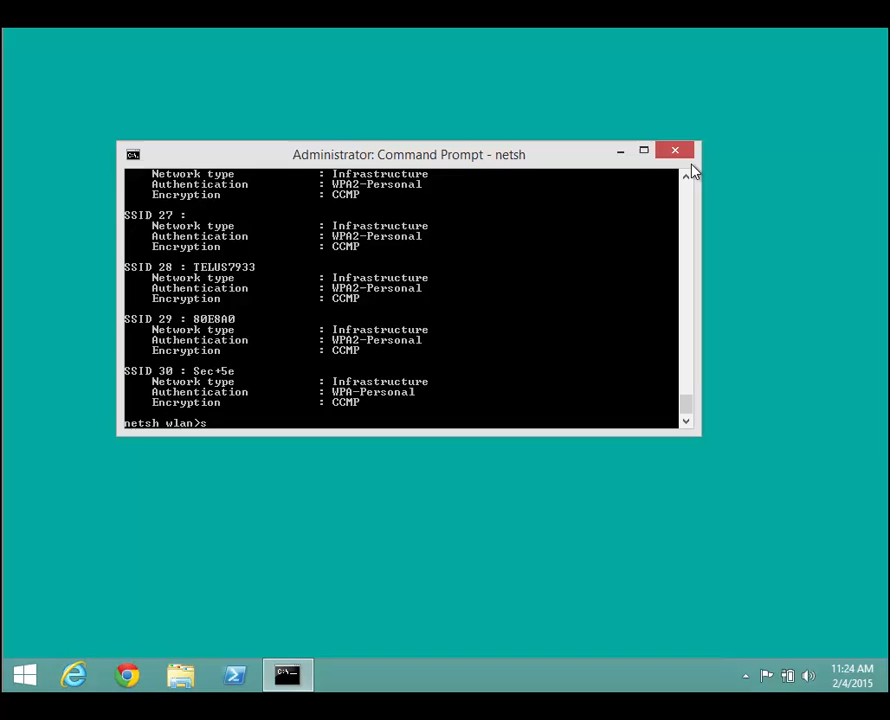 Administrator: Command Prompt - netsh
Network type : Infrastructure
Authentication : WPA2-Personal
Encryption : CCMP
SSID 27 :
Network type : Infrastructure
Authentication : WPA2-Personal
Encryption : CCMP
SSID 28 : TELUS7933
Network type : Infrastructure
Authentication : WPA2-Personal
Encryption : CCMP
SSID 29 : 80E8A0
Network type : Infrastructure
Authentication : WPA2-Personal
Encryption : CCMP
SSID 30 : Sec+5e
Network type : Infrastructure
Authentication : WPA-Personal
Encryption : CCMP
netsh wlan>s
11:24 AM
2/4/2015